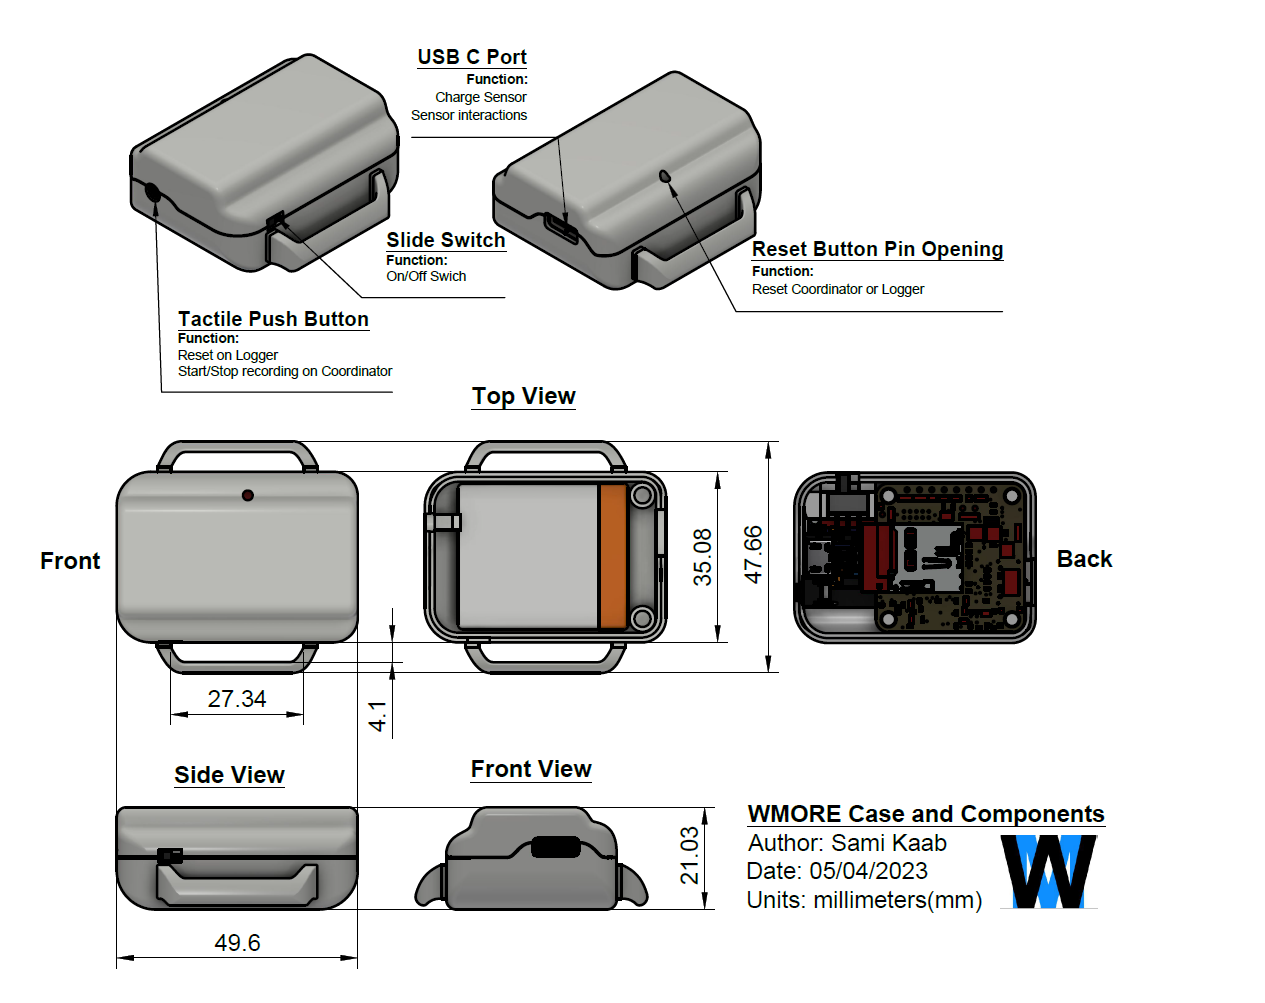 USB C Port
Function:
Charge Sensor
Sensor interactions
Slide Switch
Function:
On/Off Swich
Reset Button Pin Opening
Function:
Reset Coordinator or Logger
Tactile Push Button
Function:
Reset on Logger
Start/Stop recording on Coordinator
Top View
Front
35.08
47.66
Back
27.34
4.1
Side View
Front View
21.03
49.6
WMORE Case and Components
Author: Sami Kaab
Date: 05/04/2023
Units: millimeters(mm)
W